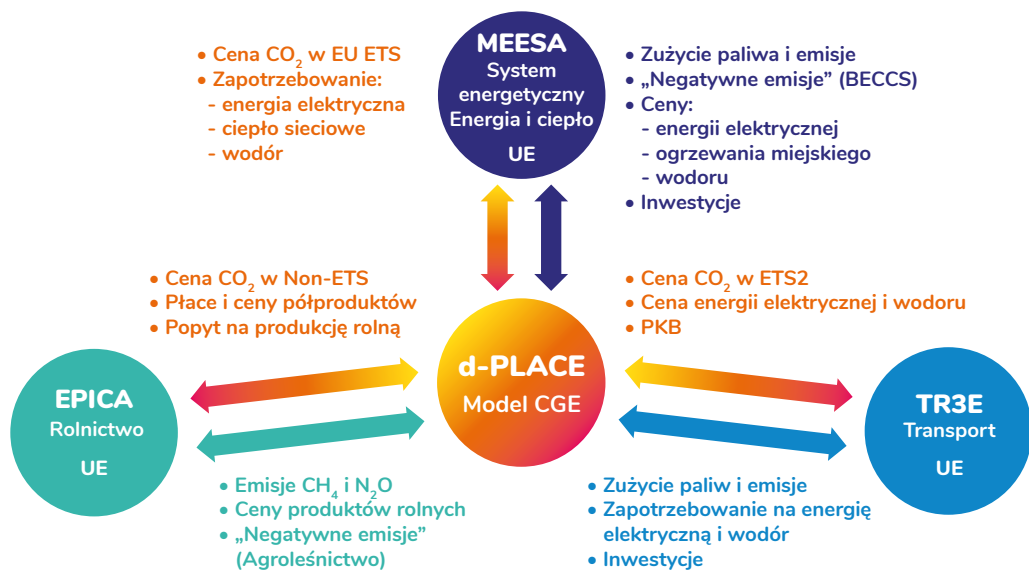 • Cena CO₂ w EU ETS
• Zapotrzebowanie:
- energia elektryczna
- ciepło sieciowe
- wodór
MEESA
System
energetyczny
Energia i ciepło
UE
• Zużycie paliwa i emisje
• „Negatywne emisje” (BECCS)
• Ceny:
- energii elektrycznej
- ogrzewania miejskiego
- wodoru
• Inwestycje
• Cena CO₂ w Non-ETS
• Płace i ceny półproduktów
• Popyt na produkcję rolną
• Cena CO₂ w ETS2
• Cena energii elektrycznej i wodoru
• PKB
EPICA
Rolnictwo
UE
d-PLACE
Model CGE
TR3E
Transport
UE
• Emisje CH₄ i N₂O
• Ceny produktów rolnych
• „Negatywne emisje”
(Agroleśnictwo)
• Zużycie paliw i emisje
• Zapotrzebowanie na energię
elektryczną i wodór
• Inwestycje